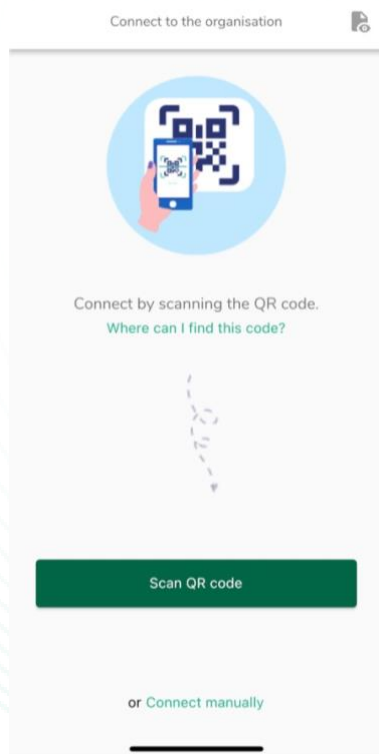 Connect to the organisation
Connect by scanning the QR code.
Where can I find this code?
Scan QR code
or Connect manually